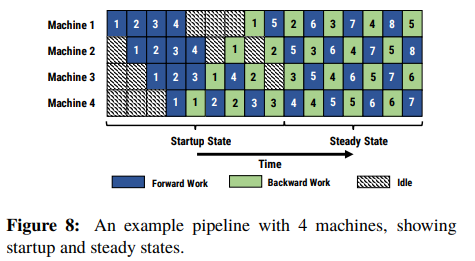 Machine 1 1 2 3 4 1 5 2 6 3 7 4 8 5
Machine 2 1 2 3 4 1 2 5 3 6 4 7 5 8
Machine 3 1 2 3 1 4 2 3 5 4 6 5 7 6
Machine 4 1 1 2 2 3 3 4 4 5 5 6 6 7
Startup State Steady State
Time
Forward Work Backward Work Idle
Figure 8: An example pipeline with 4 machines, showing
startup and steady states.